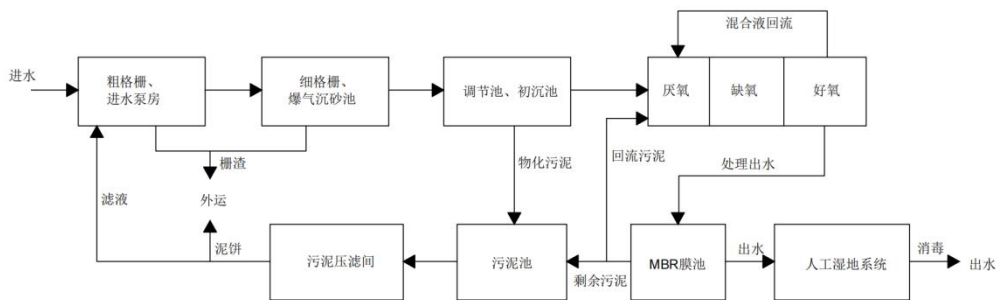 混合液回流
进水
粗格栅、
进水泵房
细格栅、
爆气沉砂池
调节池、初沉池
厌氧
缺氧
好氧
栅渣
物化污泥
回流污泥
处理出水
滤液
外运
泥饼
污泥压滤间
污泥池
剩余污泥
MBR膜池
出水
人工湿地系统
消毒
出水